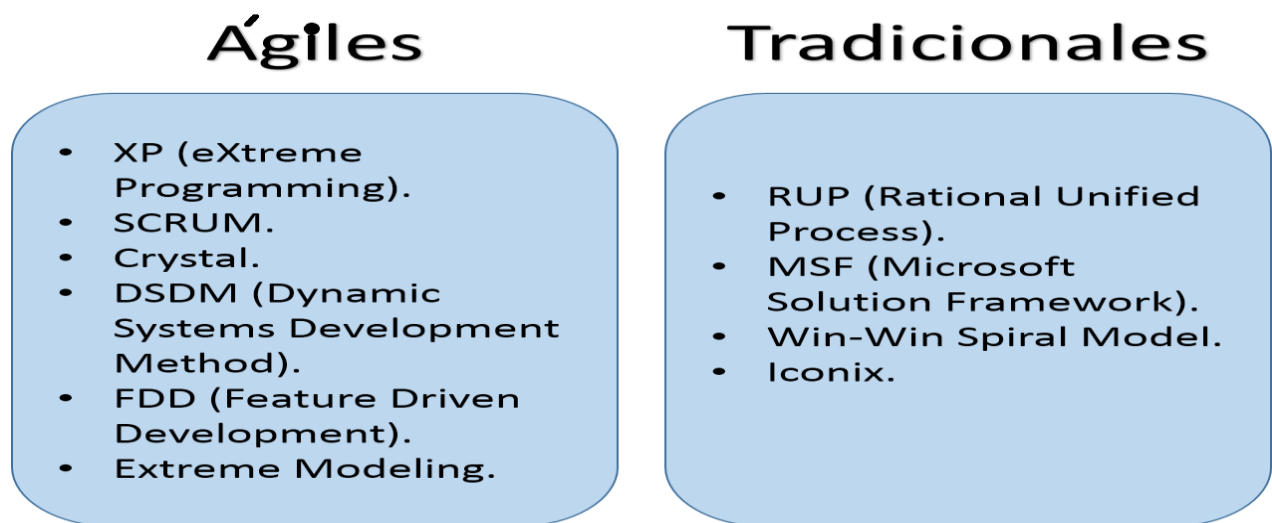 Ágiles
• XP (eXtreme
Programming).
• SCRUM.
• Crystal.
• DSDM (Dynamic
Systems Development
Method).
• FDD (Feature Driven
Development).
• Extreme Modeling.
Tradicionales
• RUP (Rational Unified
Process).
• MSF (Microsoft
Solution Framework).
• Win-Win Spiral Model.
• Iconix.